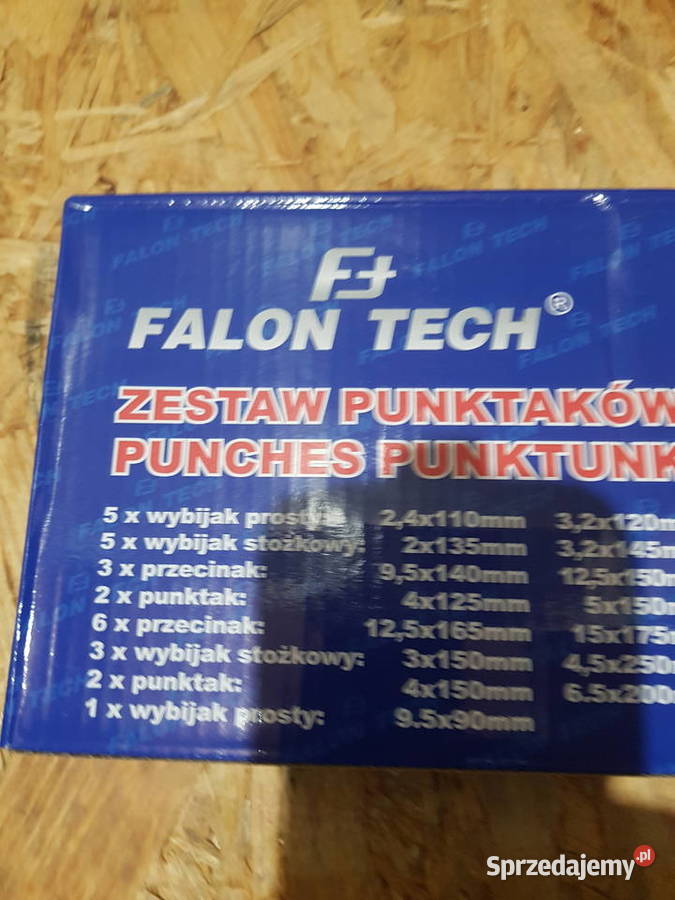 F+
FALON TECH®
ZESTAW PUNKTAKÓW
PUNCHES PUNKTUNK
5 x wybijak prosty: 2,4x110mm 3,2x120m
5 x wybijak stożkowy: 2x135mm 3,2x145m
3 x przecinak: 9,5x140mm 12,5x150m
2 x punktak: 4x125mm 5x150m
6 x przecinak: 12,5x165mm 15x175m
3 x wybijak stożkowy: 3x150mm 4,5x250m
2 x punktak: 4x150mm 6.5x200m
1 x wybijak prosty: 9.5x90mm
Sprzedajemy.pl